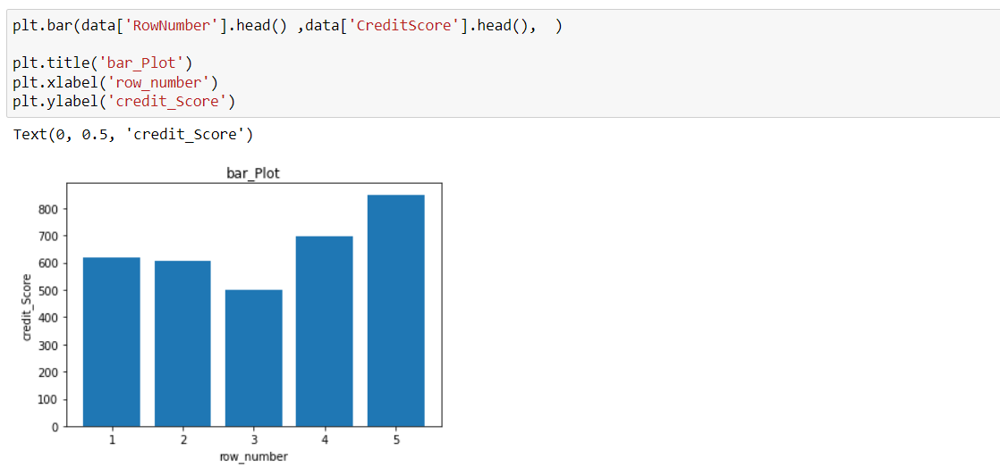 plt.bar(data['RowNumber'].head() ,data['CreditScore'].head(),  )
plt.title('bar_Plot')
plt.xlabel('row_number')
plt.ylabel('credit_Score')
Text(0, 0.5, 'credit_Score')
bar_Plot
800
700
600
500
400
300
200
100
0
credit_Score
1 2 3 4 5
row_number